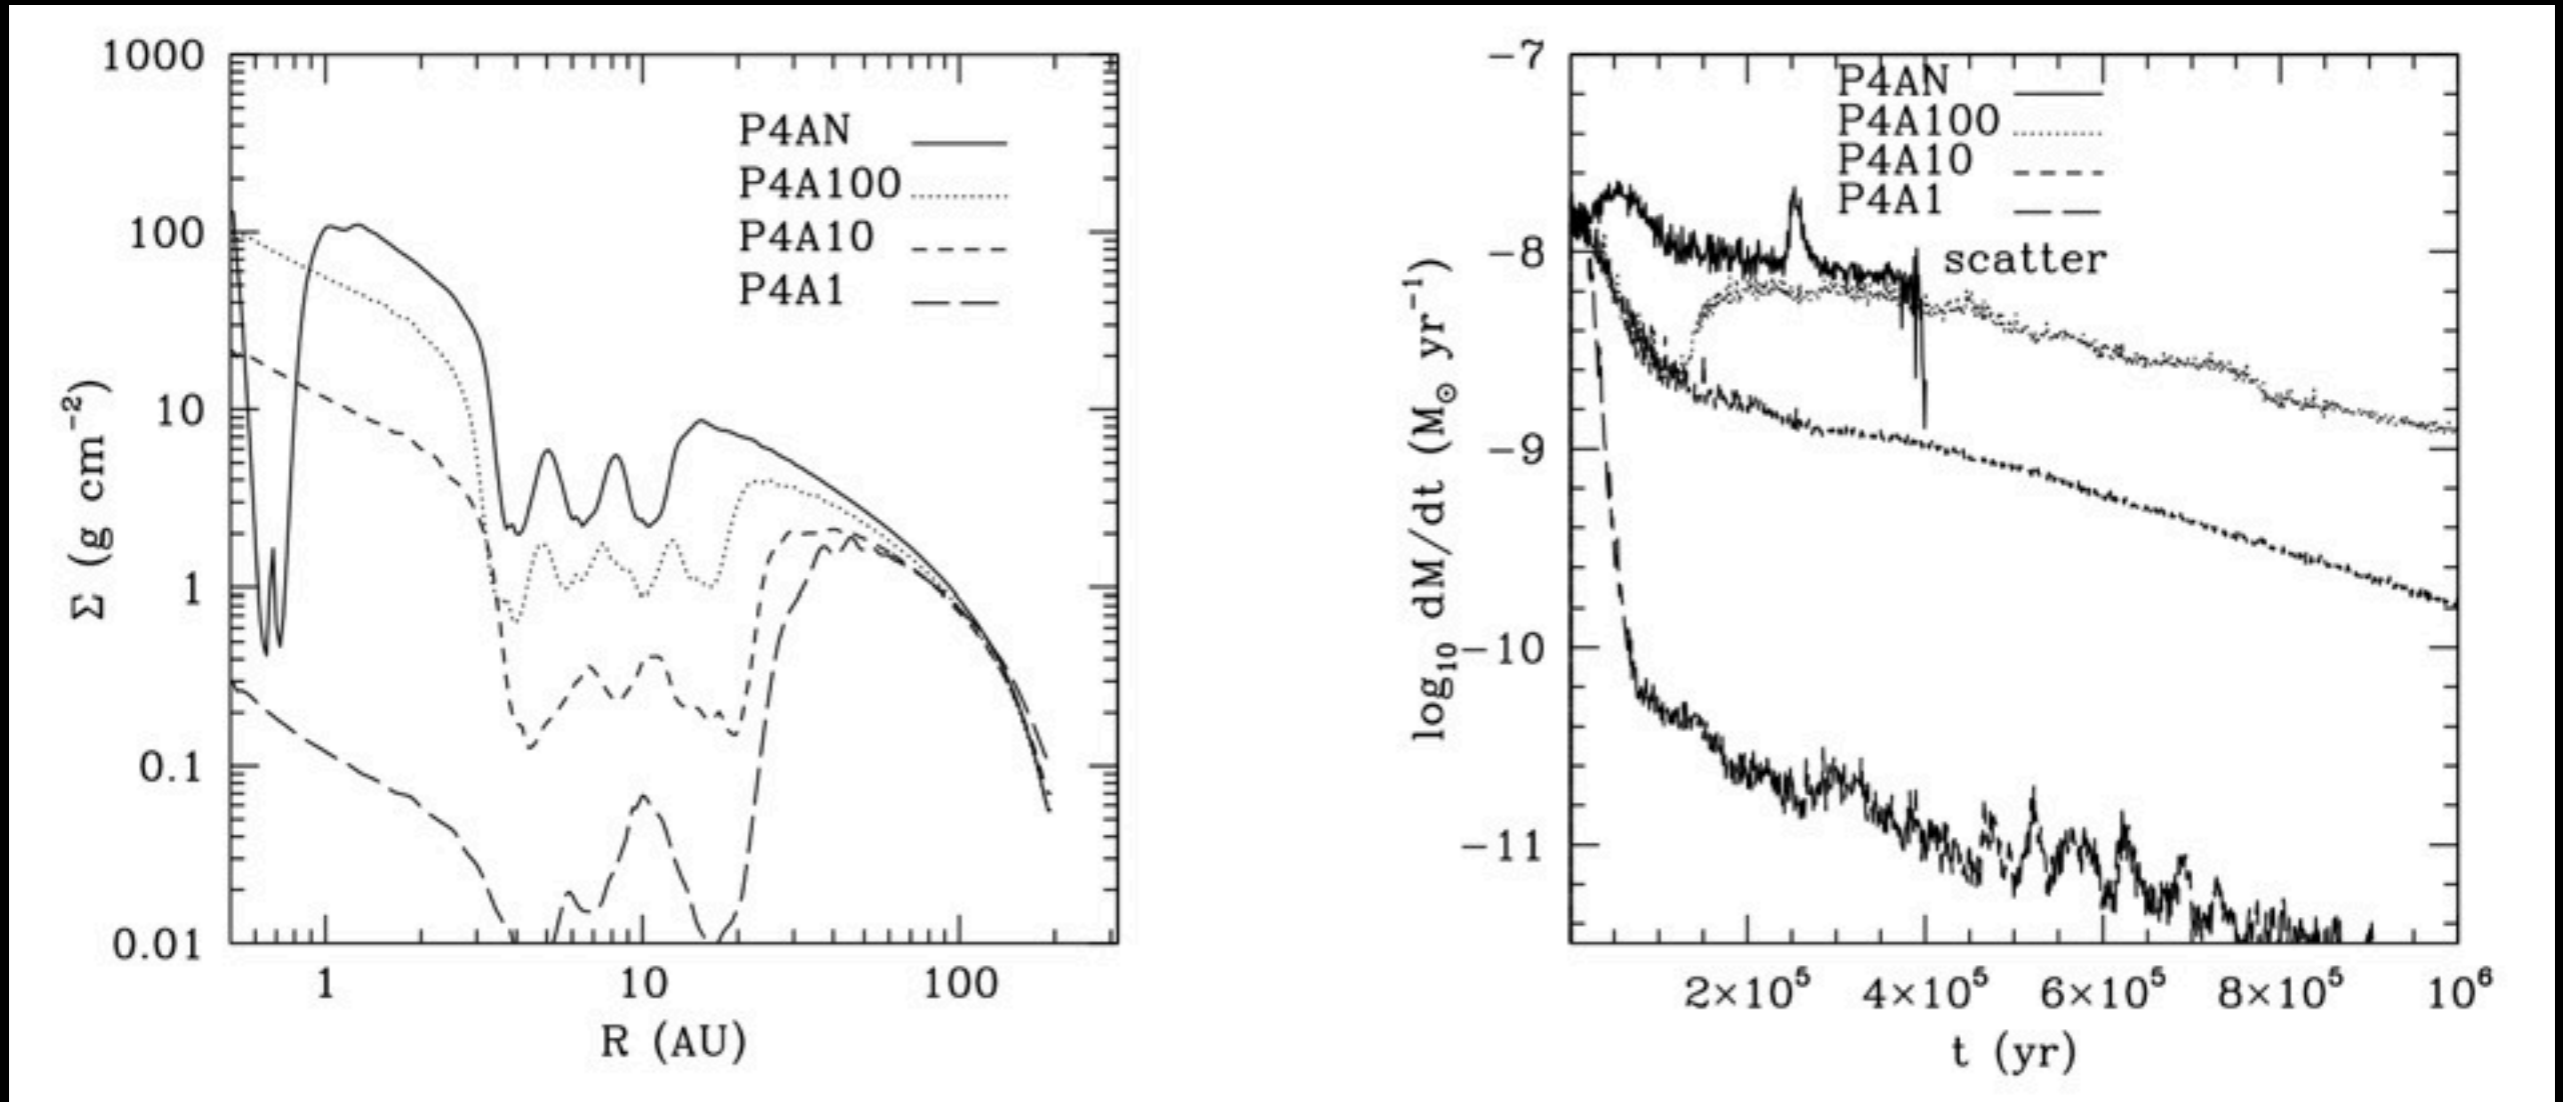 1000
100
10
1
0.1
0.01
Σ (g cm⁻²)
P4AN
P4A100
P4A10
P4A1
1
10
100
R (AU)
−7
−8
−9
−10
−11
log₁₀ dM/dt (M☉ yr⁻¹)
P4AN
P4A100
P4A10
P4A1
scatter
2×10⁵
4×10⁵
6×10⁵
8×10⁵
10⁶
t (yr)